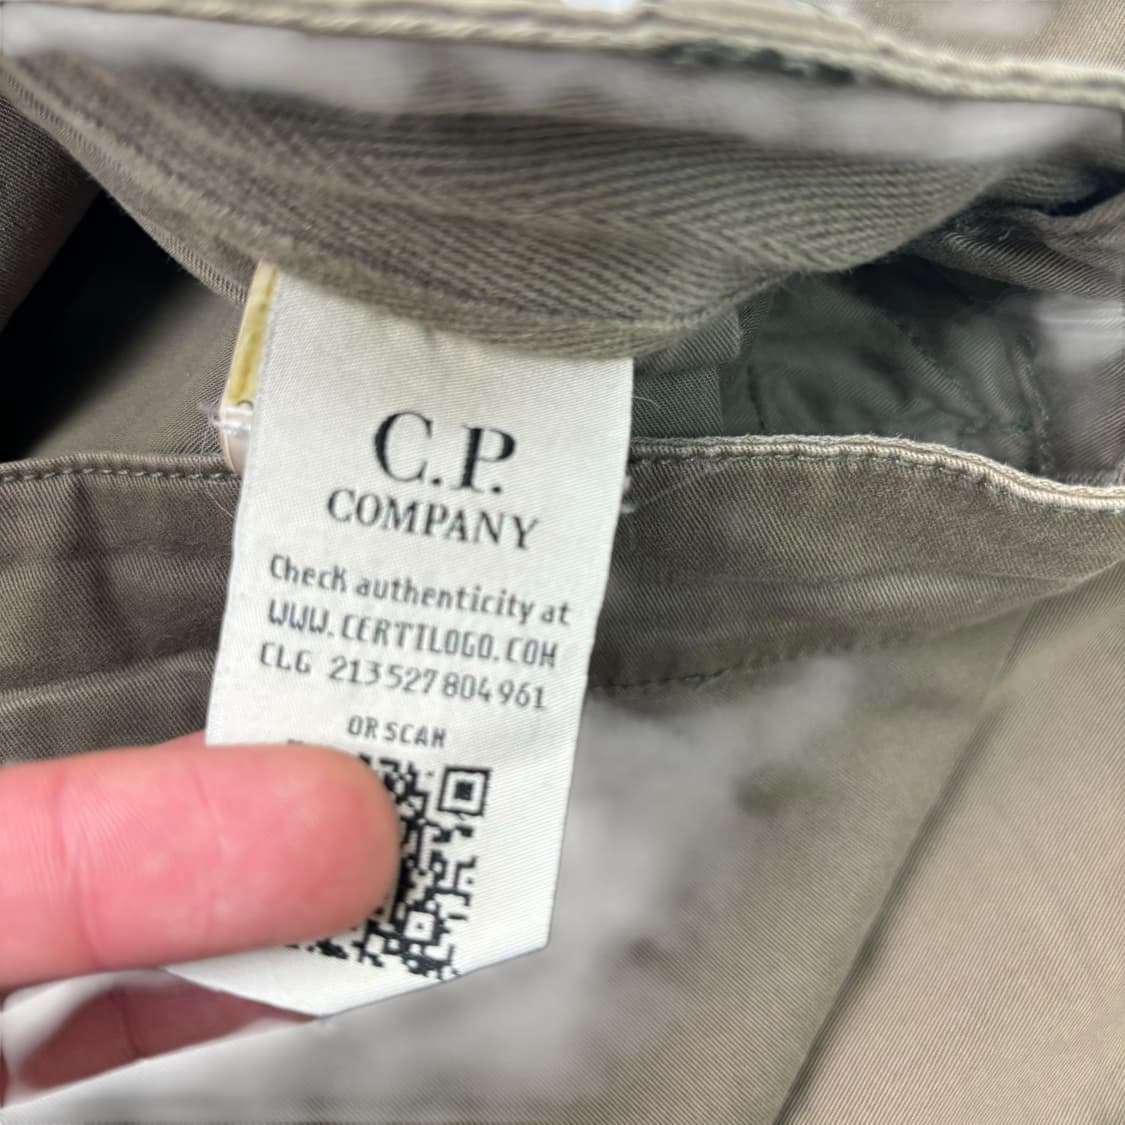 C.P.
COMPANY
Check authenticity at
WWW.CERTILOGO.COM
CLG 213527804961
OR SCAN